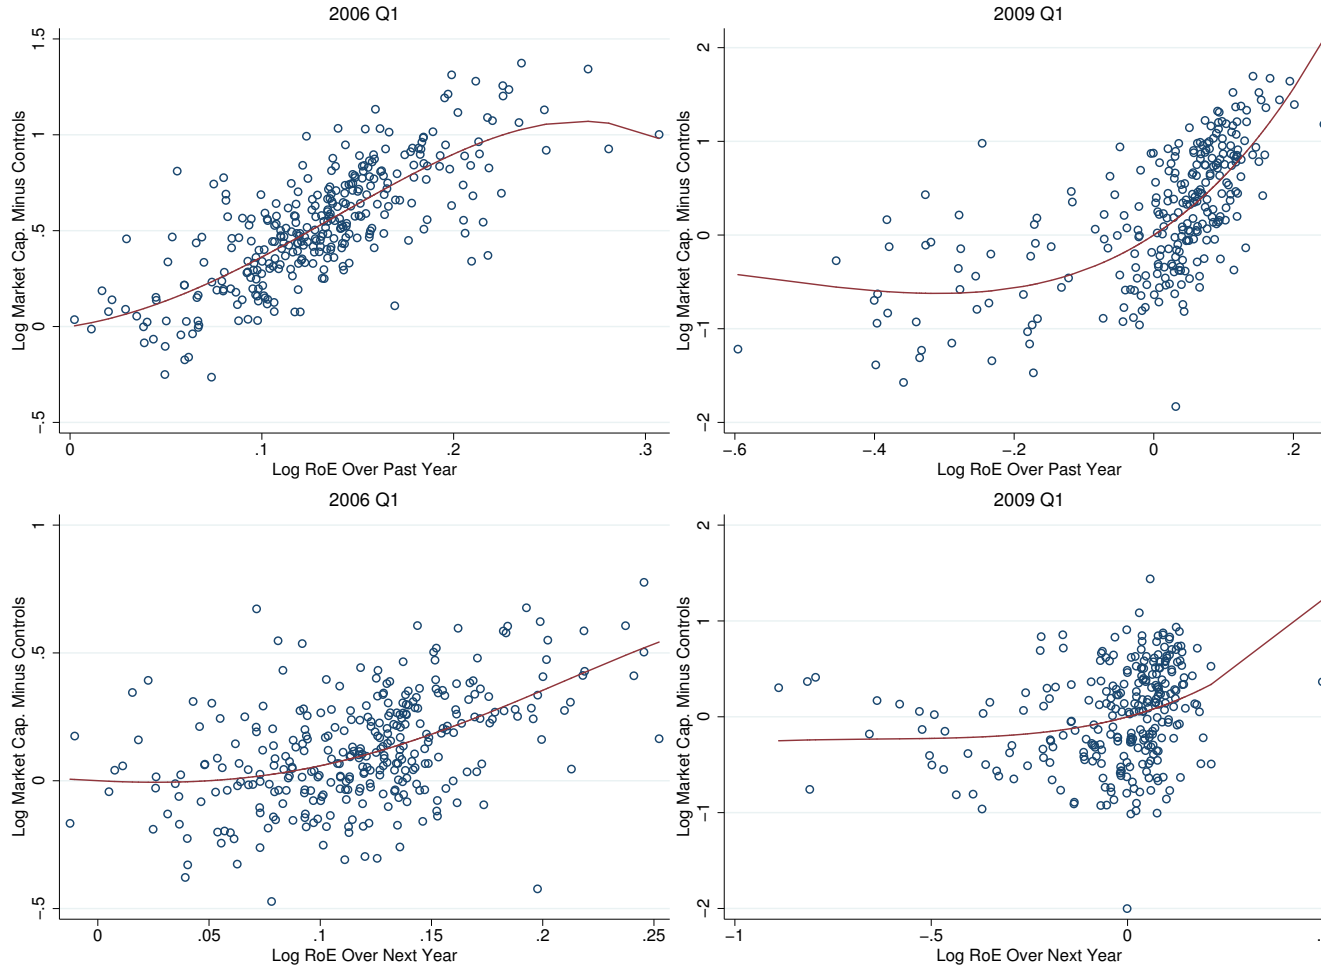 2006 Q1
Log Market Cap. Minus Controls
1.5
1
.5
0
-.5
0 .1 .2 .3
Log RoE Over Past Year
2009 Q1
Log Market Cap. Minus Controls
2
1
0
−1
−2
−.6 −.4 −.2 0 .2
Log RoE Over Past Year
2006 Q1
Log Market Cap. Minus Controls
1
.5
0
−.5
0 .05 .1 .15 .2 .25
Log RoE Over Next Year
2009 Q1
Log Market Cap. Minus Controls
2
1
0
−1
−2
−1 −.5 0
Log RoE Over Next Year